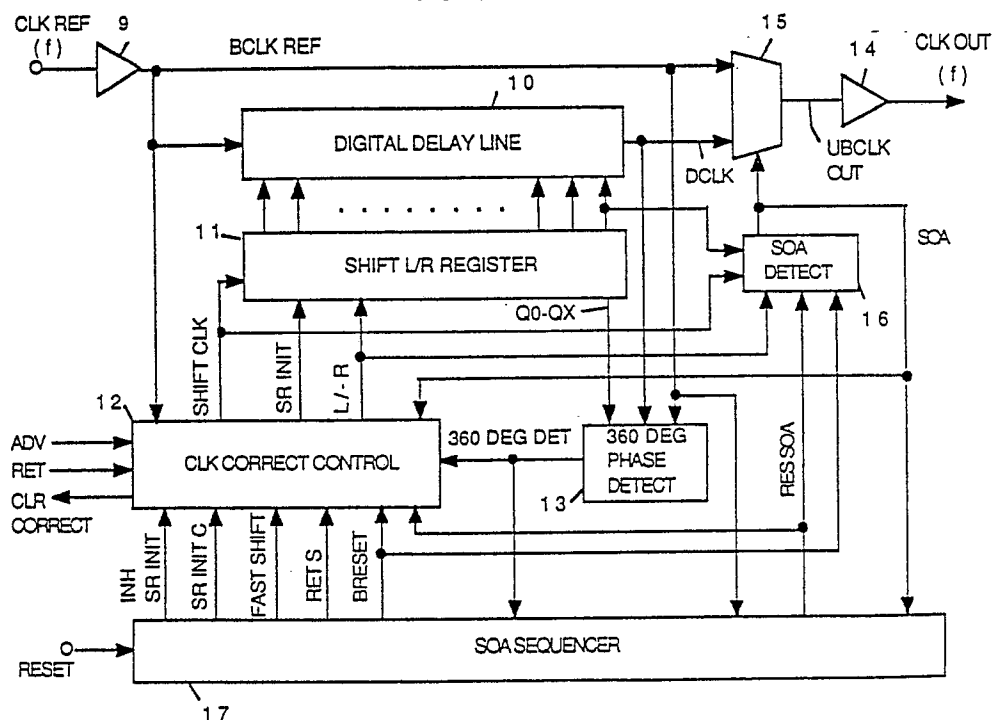 CLK REF
(f)
9
BCLK REF
15
14
CLK OUT
(f)
10
DIGITAL DELAY LINE
DCLK
UBCLK
OUT
. . . . . . . . .
11
SHIFT L/R REGISTER
SOA
DETECT
SOA
16
Q0-QX
SHIFT CLK
SR INIT
L/-R
12
ADV
RET
CLR
CORRECT
CLK CORRECT CONTROL
360 DEG DET
360 DEG
PHASE
DETECT
13
RES SOA
INH
SR INIT
SR INIT C
FAST SHIFT
RET S
BRESET
RESET
SOA SEQUENCER
17